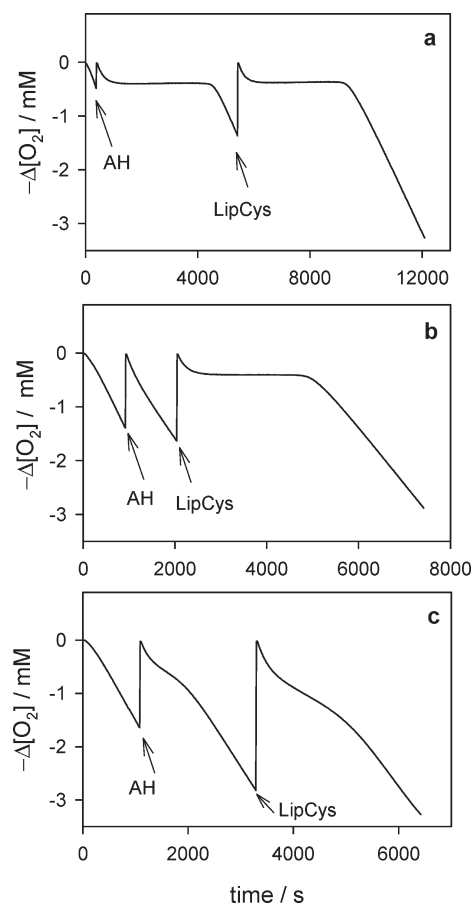 a
−Δ[O₂] / mM
0
-1
-2
-3
AH
LipCys
0 4000 8000 12000
b
−Δ[O₂] / mM
0
-1
-2
-3
AH
LipCys
0 2000 4000 6000 8000
c
−Δ[O₂] / mM
0
-1
-2
-3
AH
LipCys
0 2000 4000 6000
time / s